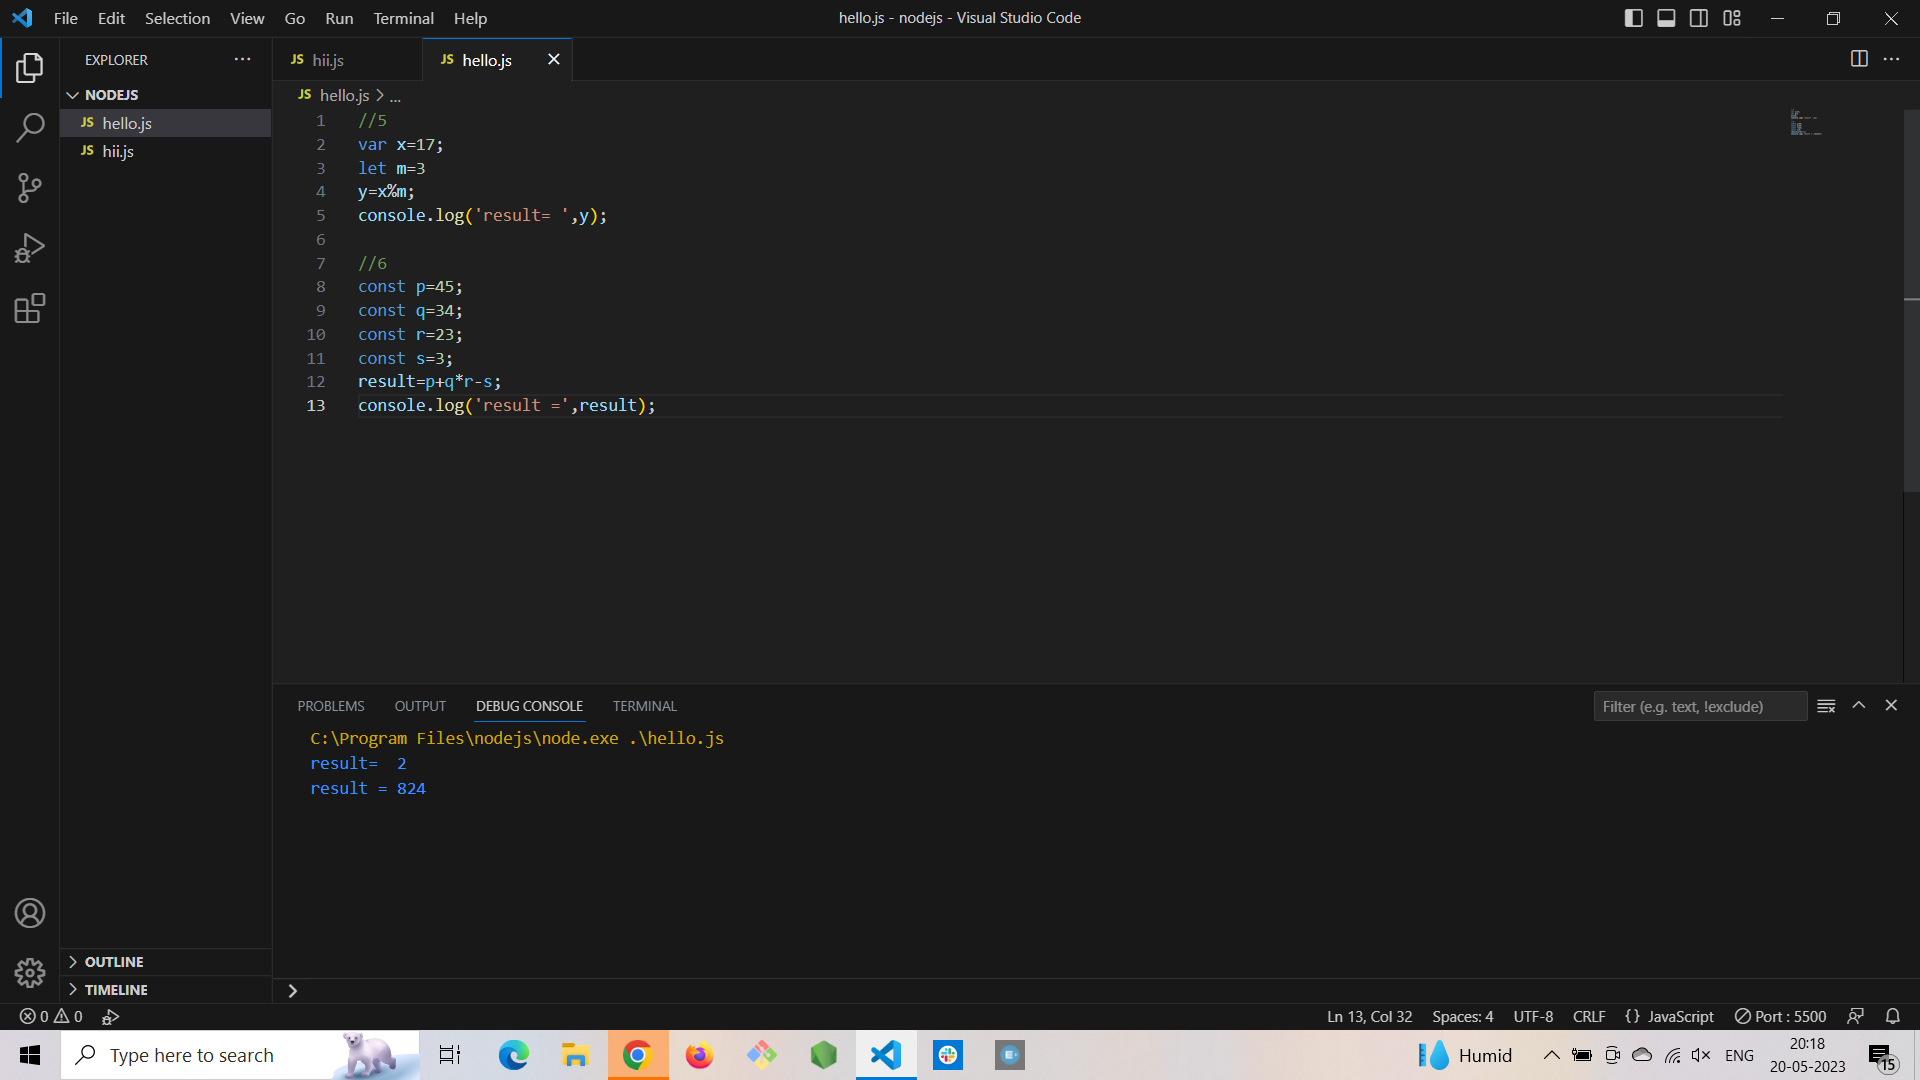 File Edit Selection View Go Run Terminal Help
hello.js - nodejs - Visual Studio Code
EXPLORER
NODEJS
JS hello.js
JS hii.js
JS hii.js
JS hello.js
JS hello.js > ...
1 //5
2 var x=17;
3 let m=3
4 y=x%m;
5 console.log('result= ',y);
6
7 //6
8 const p=45;
9 const q=34;
10 const r=23;
11 const s=3;
12 result=p+q*r-s;
13 console.log('result =',result);
PROBLEMS OUTPUT DEBUG CONSOLE TERMINAL
Filter (e.g. text, !exclude)
C:\Program Files\nodejs\node.exe .\hello.js
result=  2
result = 824
OUTLINE
TIMELINE
0 0
Ln 13, Col 32 Spaces: 4 UTF-8 CRLF {} JavaScript Port : 5500
Type here to search
Humid
ENG
20:18
20-05-2023
15